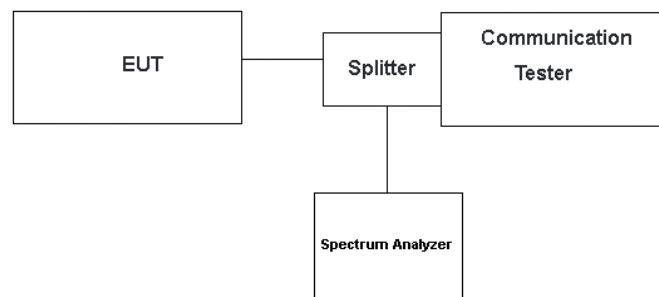 EUT
Splitter
Communication
Tester
Spectrum Analyzer